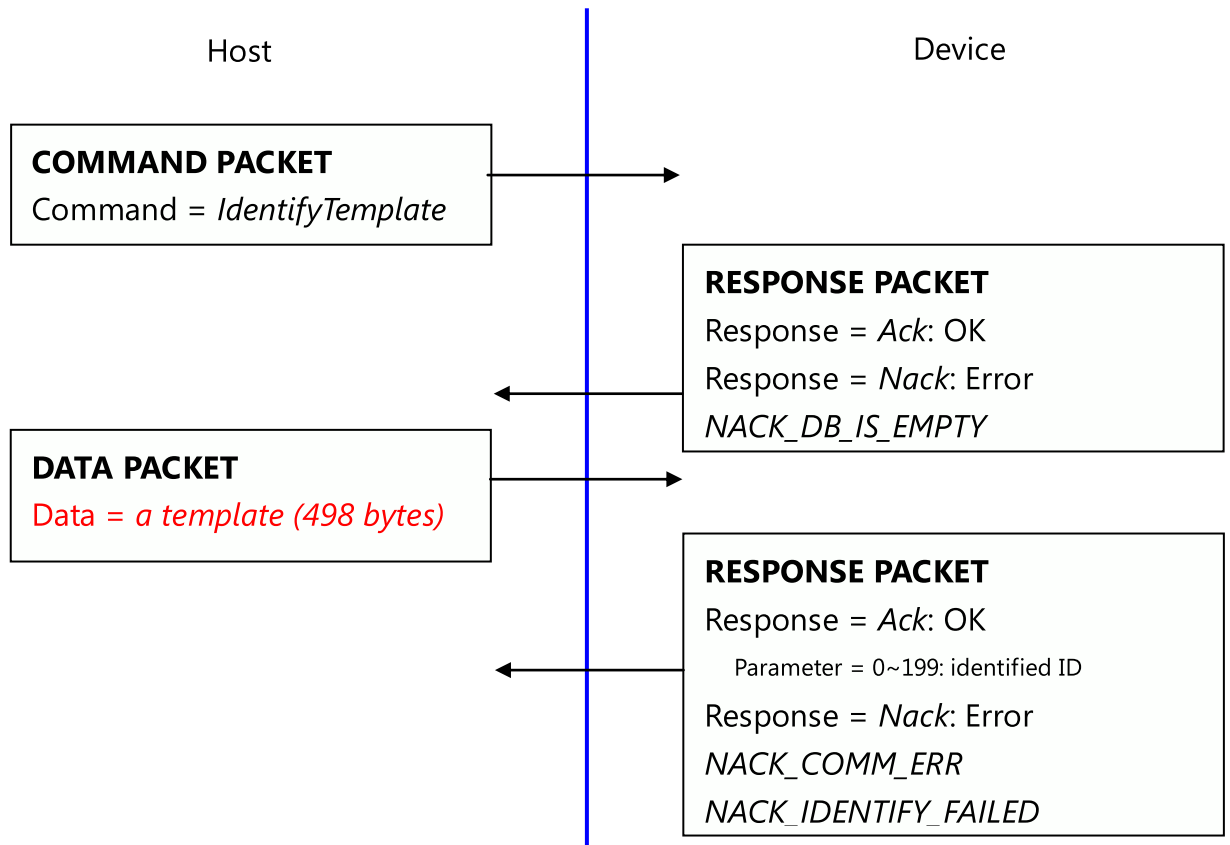 Host
Device
COMMAND PACKET
Command = IdentifyTemplate
RESPONSE PACKET
Response = Ack: OK
Response = Nack: Error
NACK_DB_IS_EMPTY
DATA PACKET
Data = a template (498 bytes)
RESPONSE PACKET
Response = Ack: OK
Parameter = 0~199: identified ID
Response = Nack: Error
NACK_COMM_ERR
NACK_IDENTIFY_FAILED